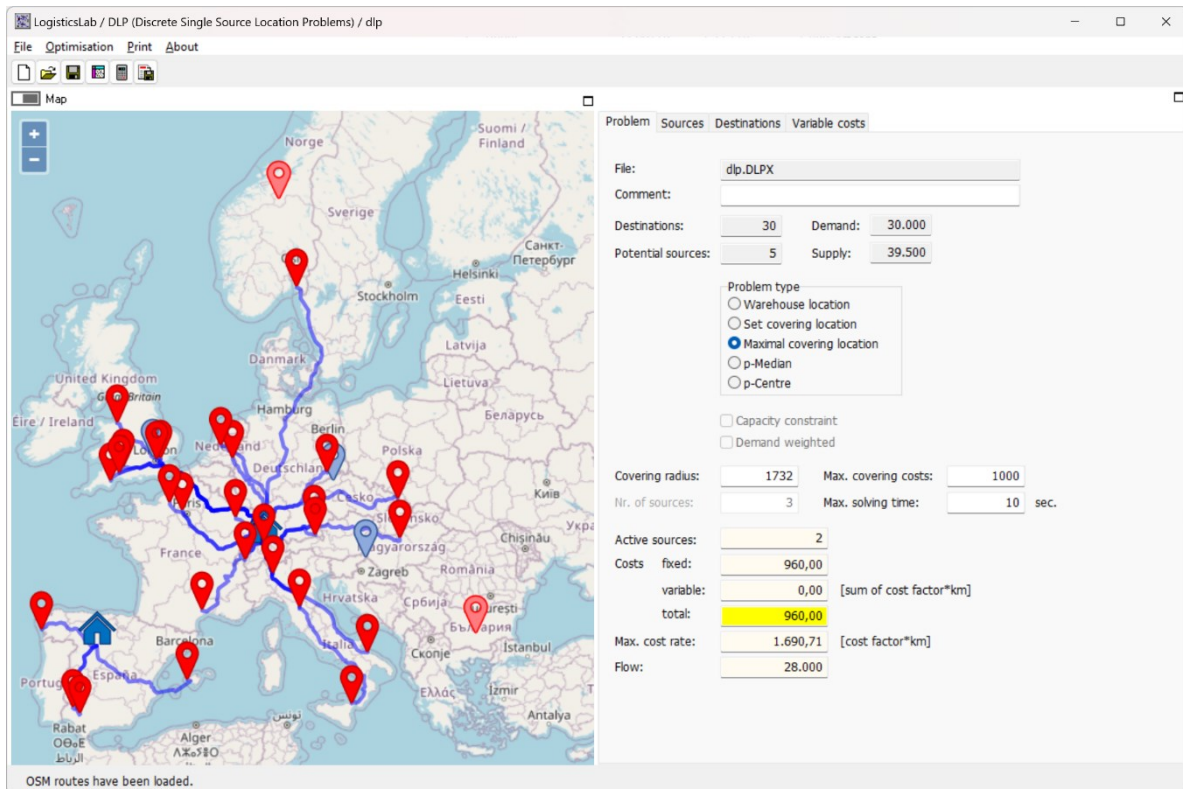 LogisticsLab / DLP (Discrete Single Source Location Problems) / dlp
File Optimisation Print About
Map
+
−
Suomi /
Finland
Norge
Sverige
Санкт-
Петербург
Helsinki
Stockholm
Eesti
Latvija
Danmark
Lietuva
United Kingdom
Great Britain
Hamburg
Беларусь
Éire / Ireland
London
Nederland
Berlin
Polska
Deutschland
Київ
Česko
Paris
Slovensko
Укра
France
Magyarország
Chișinău
Zagreb
România
Hrvatska
Србија
București
България
Barcelona
Italia
Скопје
Istanbul
España
Portugal
Ελλάς
İzmir
Antalya
تونس
Rabat
Alger
ⵔⴱⴰⵟ
الرباط
Problem Sources Destinations Variable costs
File: dlp.DLPX
Comment:
Destinations: 30 Demand: 30.000
Potential sources: 5 Supply: 39.500
Problem type
Warehouse location
Set covering location
Maximal covering location
p-Median
p-Centre
Capacity constraint
Demand weighted
Covering radius: 1732 Max. covering costs: 1000
Nr. of sources: 3 Max. solving time: 10 sec.
Active sources: 2
Costs fixed: 960,00
variable: 0,00 [sum of cost factor*km]
total: 960,00
Max. cost rate: 1.690,71 [cost factor*km]
Flow: 28.000
OSM routes have been loaded.